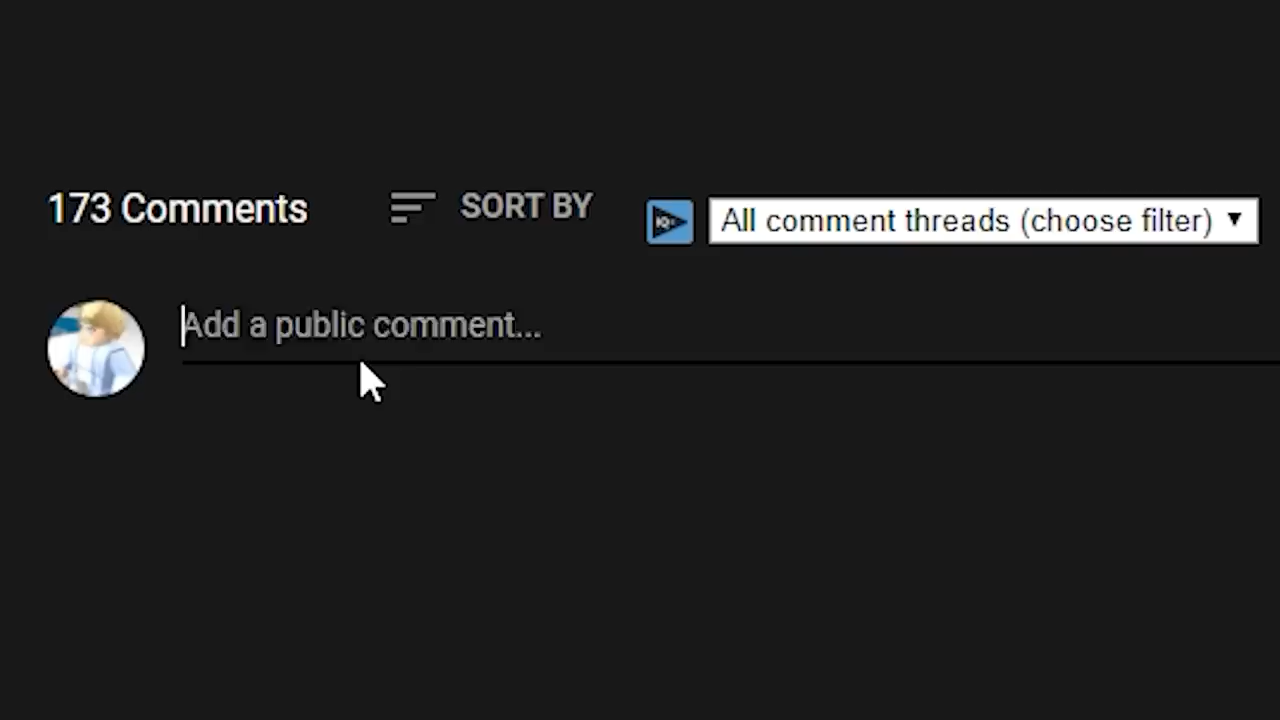 173 Comments
SORT BY
All comment threads (choose filter)
Add a public comment...